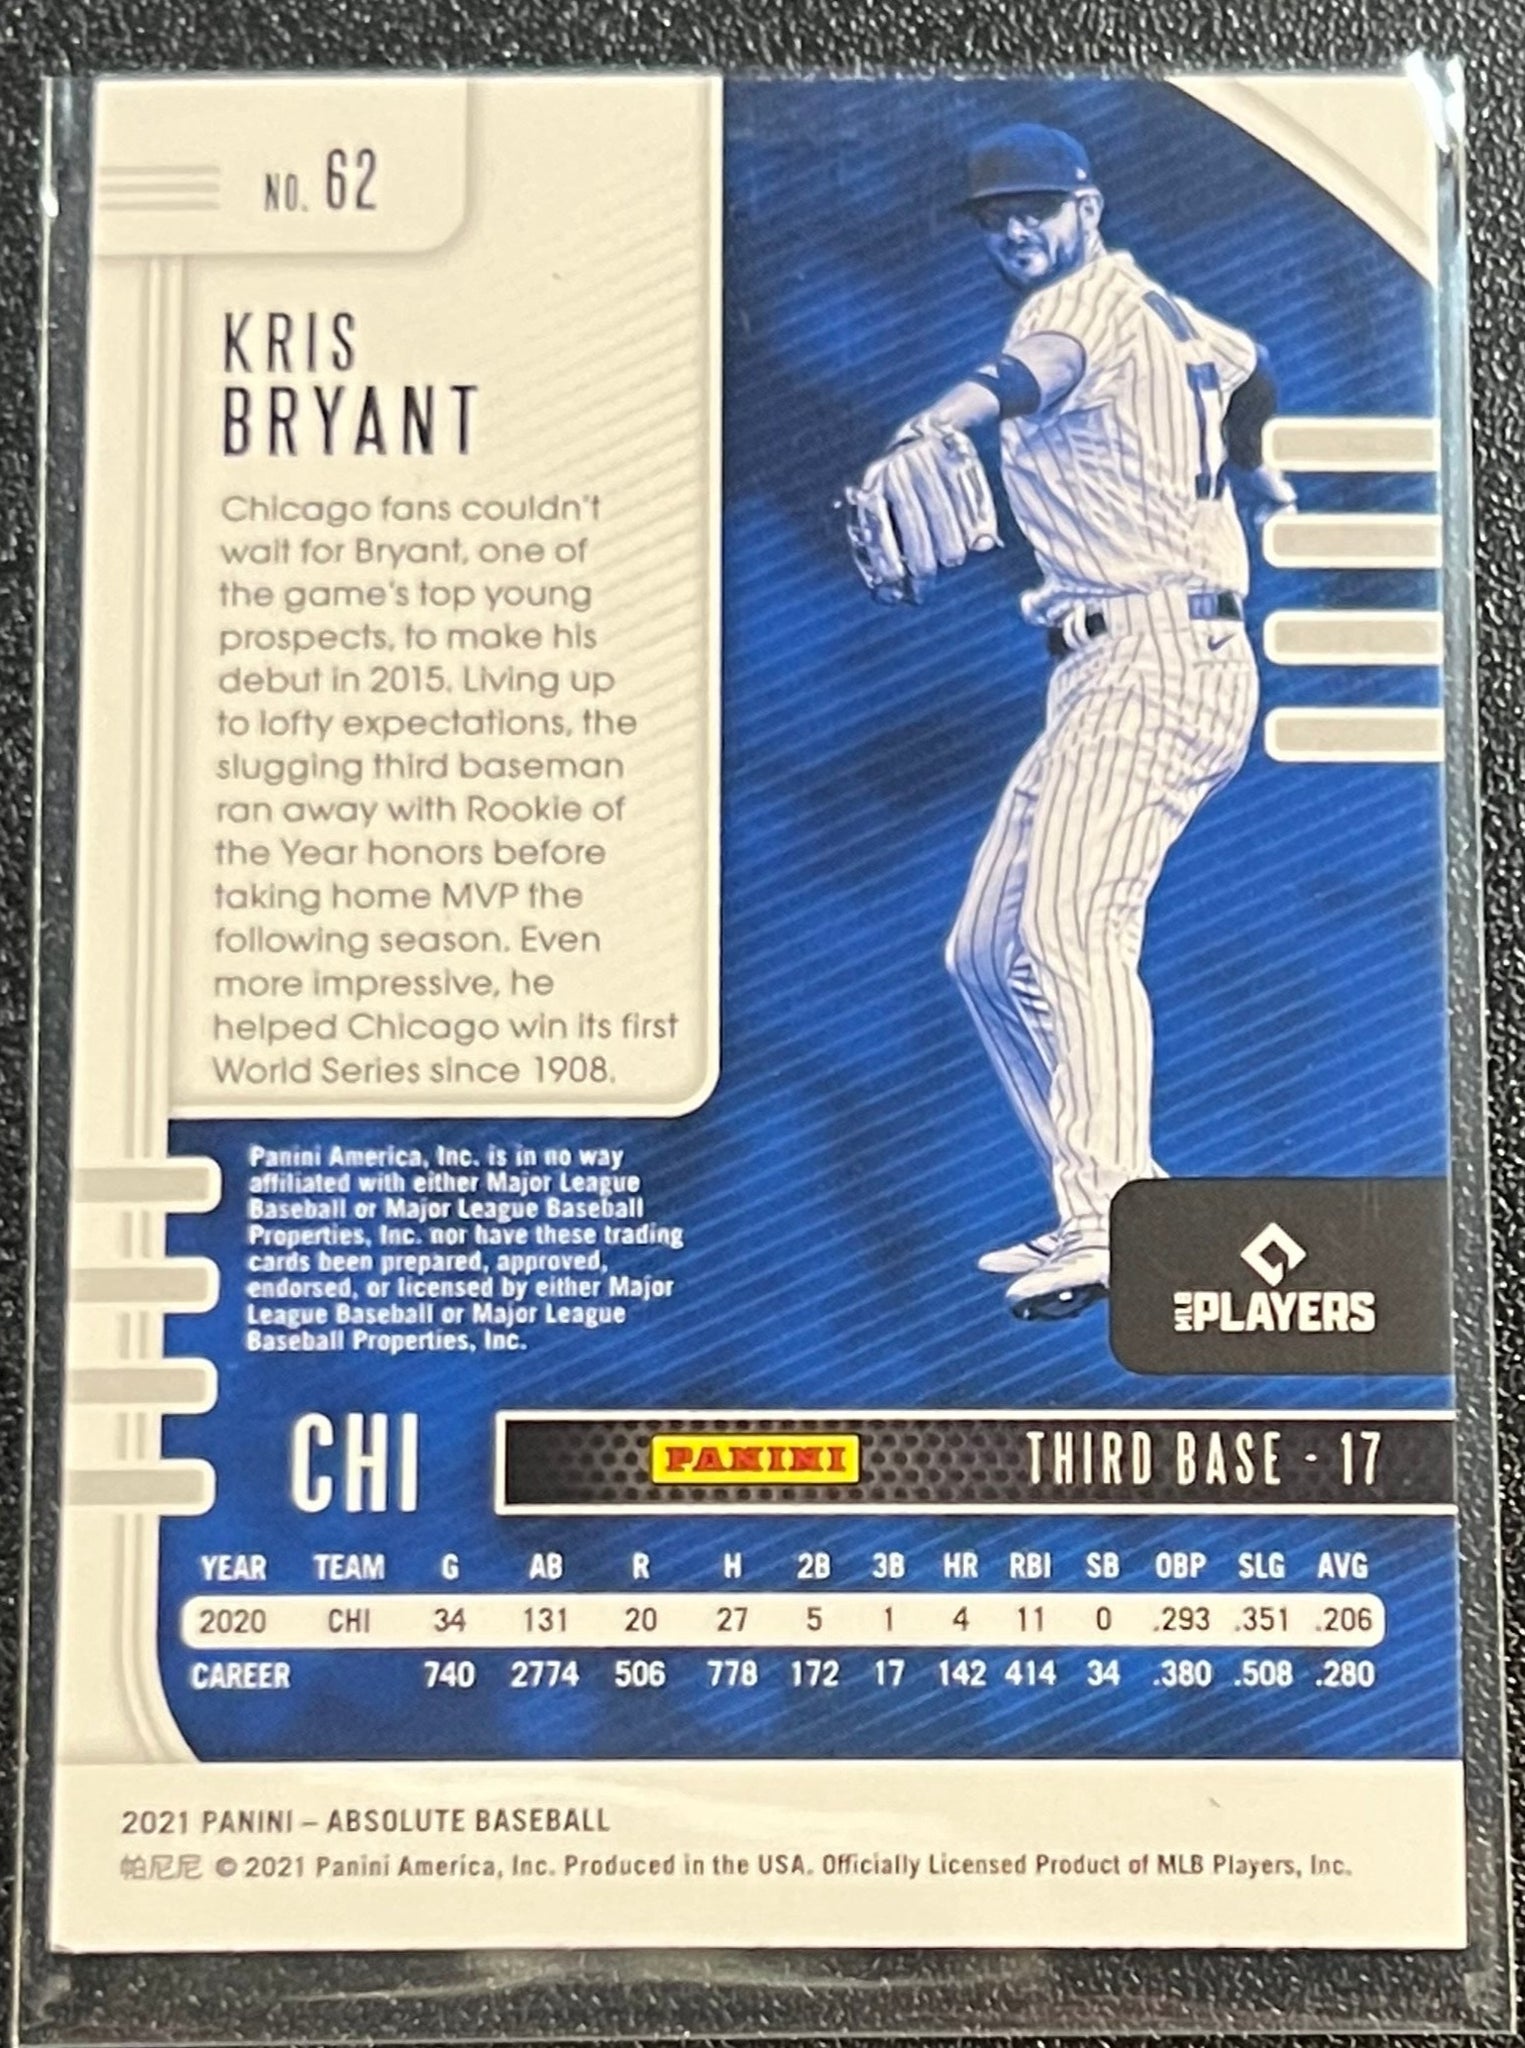 NO. 62
KRIS
BRYANT
Chicago fans couldn't
wait for Bryant, one of
the game's top young
prospects, to make his
debut in 2015. Living up
to lofty expectations, the
slugging third baseman
ran away with Rookie of
the Year honors before
taking home MVP the
following season. Even
more impressive, he
helped Chicago win its first
World Series since 1908.
Panini America, Inc. is in no way
affiliated with either Major League
Baseball or Major League Baseball
Properties, Inc. nor have these trading
cards been prepared, approved,
endorsed, or licensed by either Major
League Baseball or Major League
Baseball Properties, Inc.
MLB PLAYERS
CHI
PANINI
THIRD BASE - 17
YEAR TEAM G AB R H 2B 3B HR RBI SB OBP SLG AVG
2020 CHI 34 131 20 27 5 1 4 11 0 .293 .351 .206
CAREER 740 2774 506 778 172 17 142 414 34 .380 .508 .280
2021 PANINI – ABSOLUTE BASEBALL
帕尼尼 © 2021 Panini America, Inc. Produced in the USA. Officially Licensed Product of MLB Players, Inc.